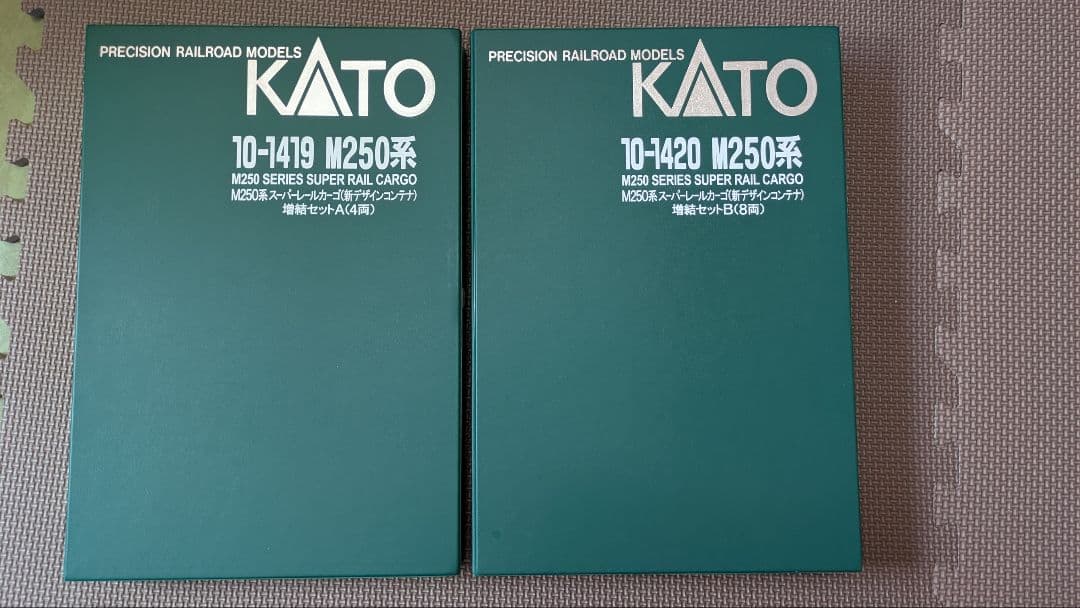 PRECISION RAILROAD MODELS
KATO
10-1419 M250系
M250 SERIES SUPER RAIL CARGO
M250系スーパーレールカーゴ(新デザインコンテナ)
増結セットA(4両)
PRECISION RAILROAD MODELS
KATO
10-1420 M250系
M250 SERIES SUPER RAIL CARGO
M250系スーパーレールカーゴ(新デザインコンテナ)
増結セットB(8両)